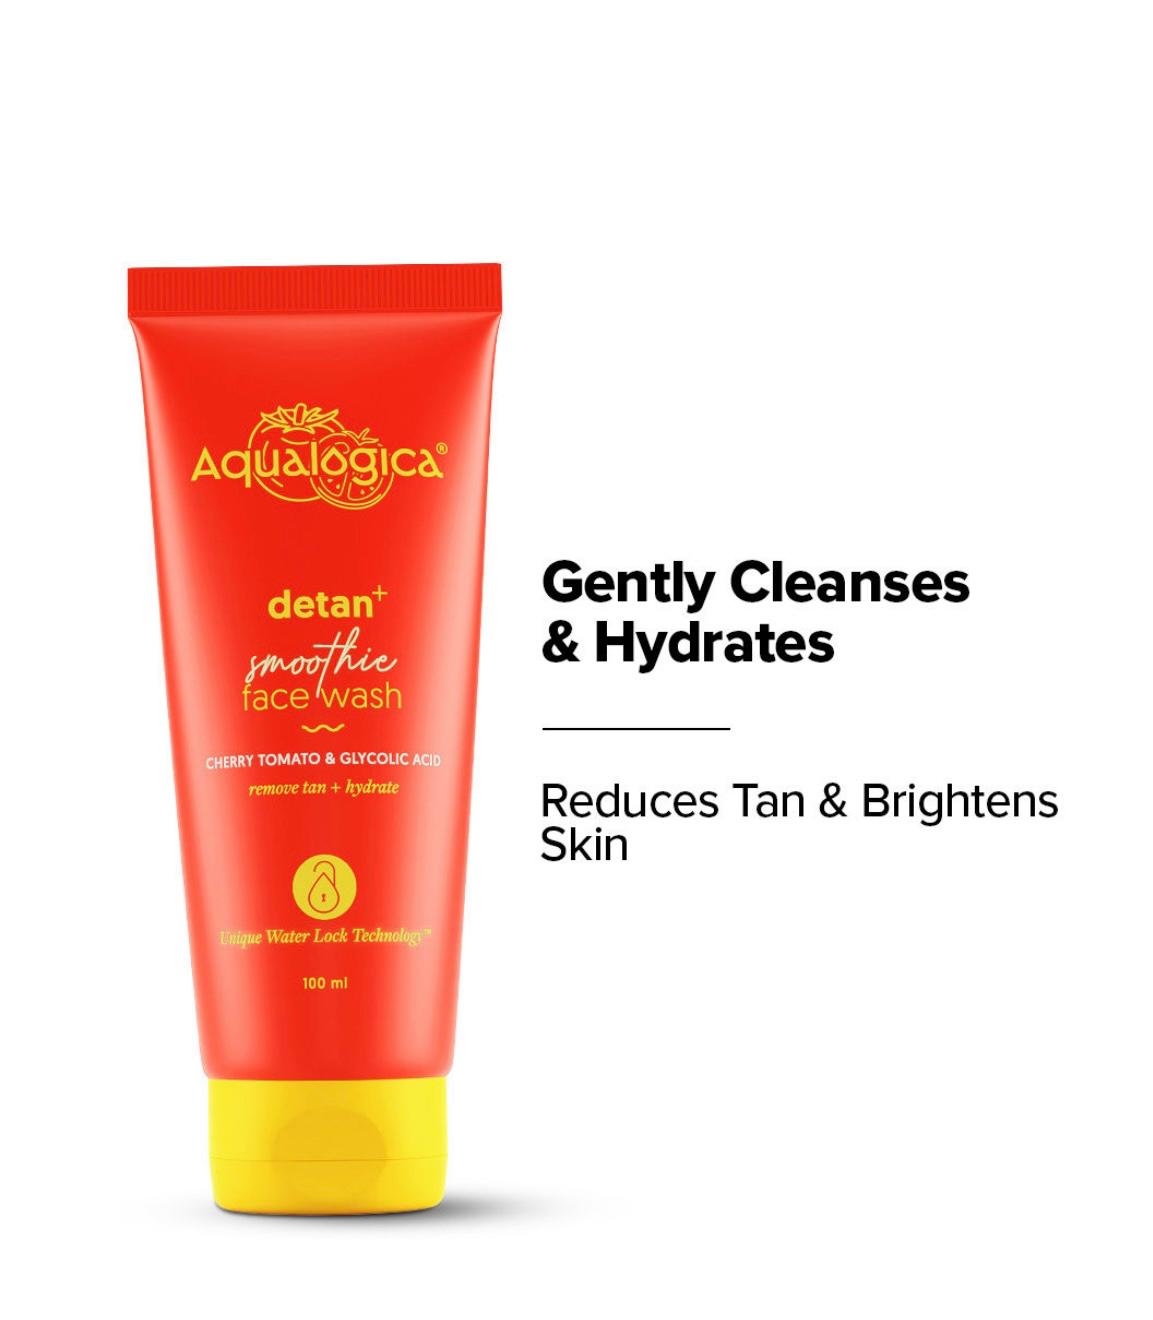 Aqualogica®
detan+
smoothie
face wash
CHERRY TOMATO & GLYCOLIC ACID
remove tan + hydrate
Unique Water Lock Technology™
100 ml
Gently Cleanses
& Hydrates
Reduces Tan & Brightens
Skin